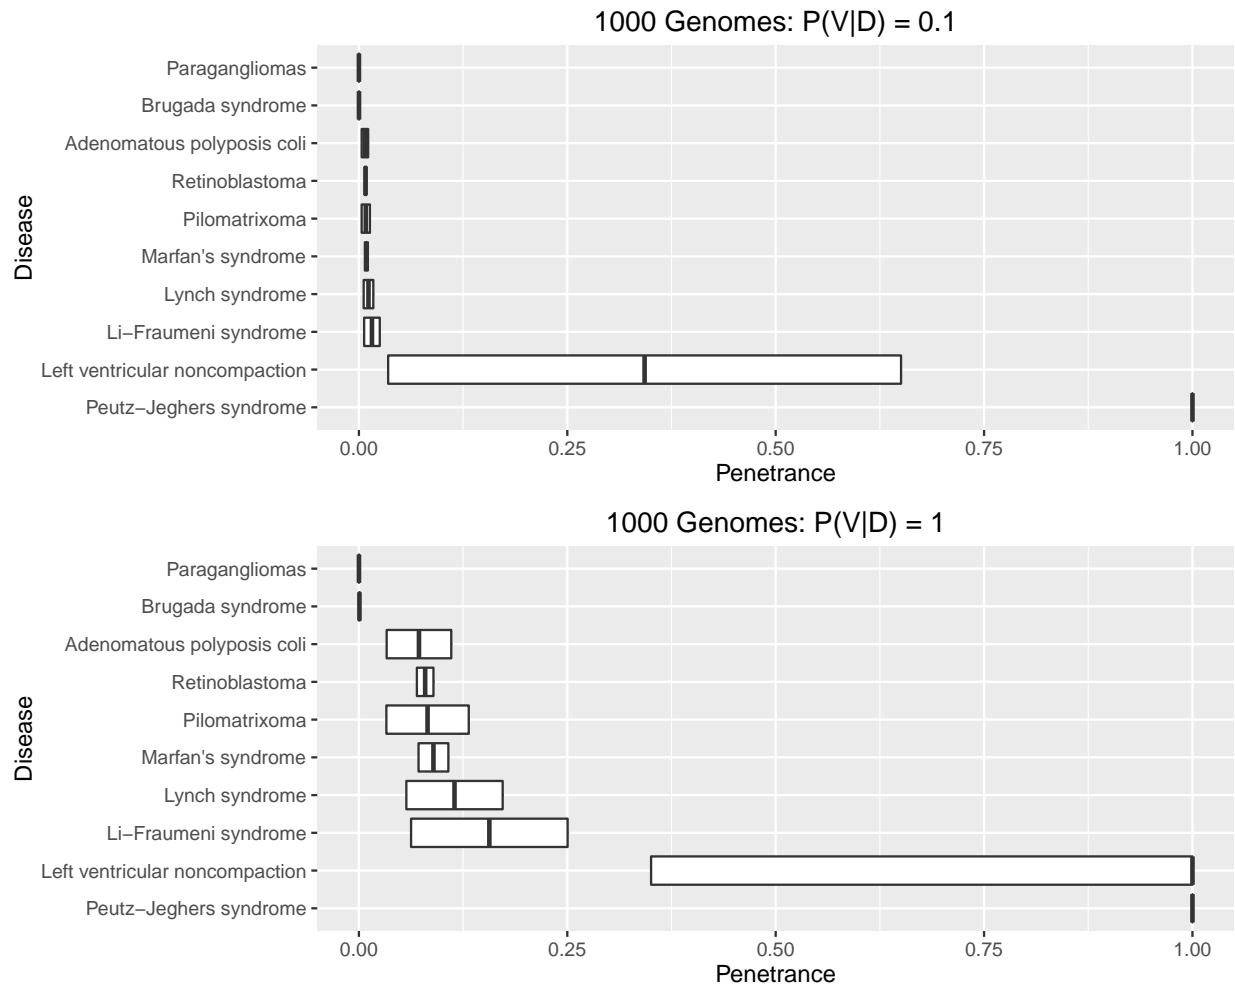 1000 Genomes: P(V|D) = 0.1
Disease
Paragangliomas
Brugada syndrome
Adenomatous polyposis coli
Retinoblastoma
Pilomatrixoma
Marfan's syndrome
Lynch syndrome
Li−Fraumeni syndrome
Left ventricular noncompaction
Peutz−Jeghers syndrome
0.00 0.25 0.50 0.75 1.00
Penetrance
1000 Genomes: P(V|D) = 1
Disease
Paragangliomas
Brugada syndrome
Adenomatous polyposis coli
Retinoblastoma
Pilomatrixoma
Marfan's syndrome
Lynch syndrome
Li−Fraumeni syndrome
Left ventricular noncompaction
Peutz−Jeghers syndrome
0.00 0.25 0.50 0.75 1.00
Penetrance